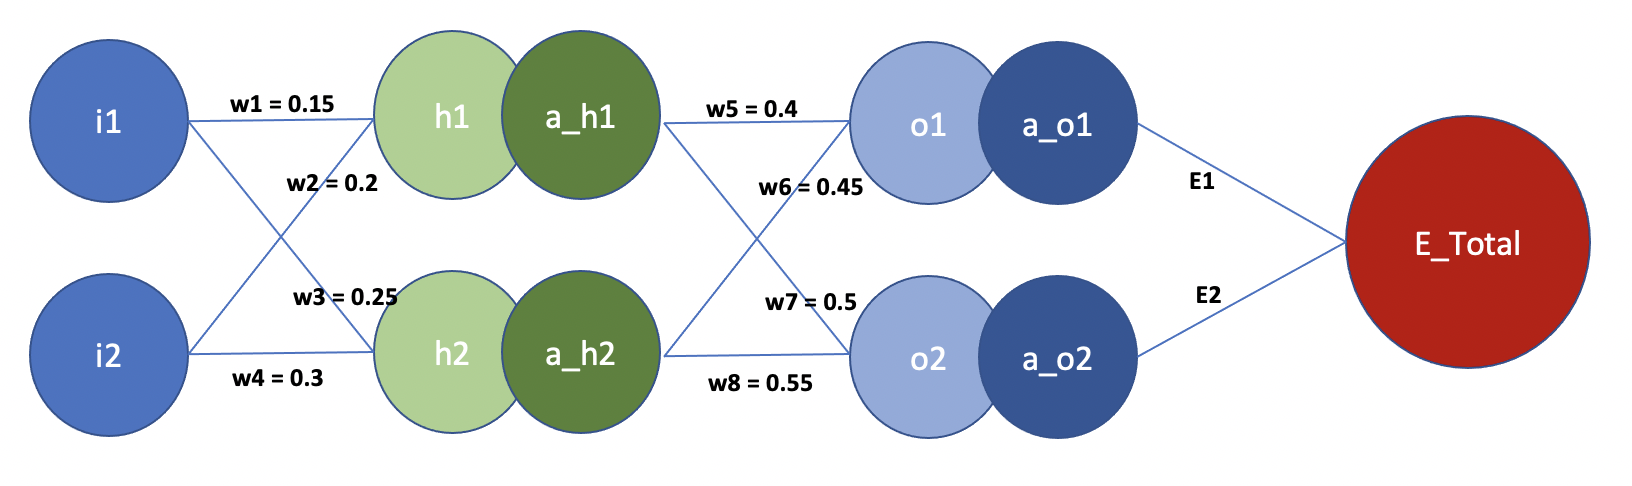 i1
w1 = 0.15
h1
a_h1
w5 = 0.4
o1
a_o1
w2 = 0.2
w6 = 0.45
E1
E_Total
w3 = 0.25
w7 = 0.5
E2
i2
w4 = 0.3
h2
a_h2
w8 = 0.55
o2
a_o2